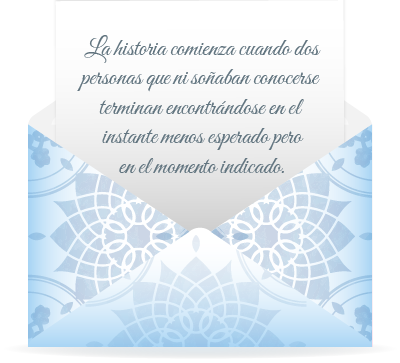 La historia comienza cuando dos
personas que ni soñaban conocerse
terminan encontrándose en el
instante menos esperado pero
en el momento indicado.